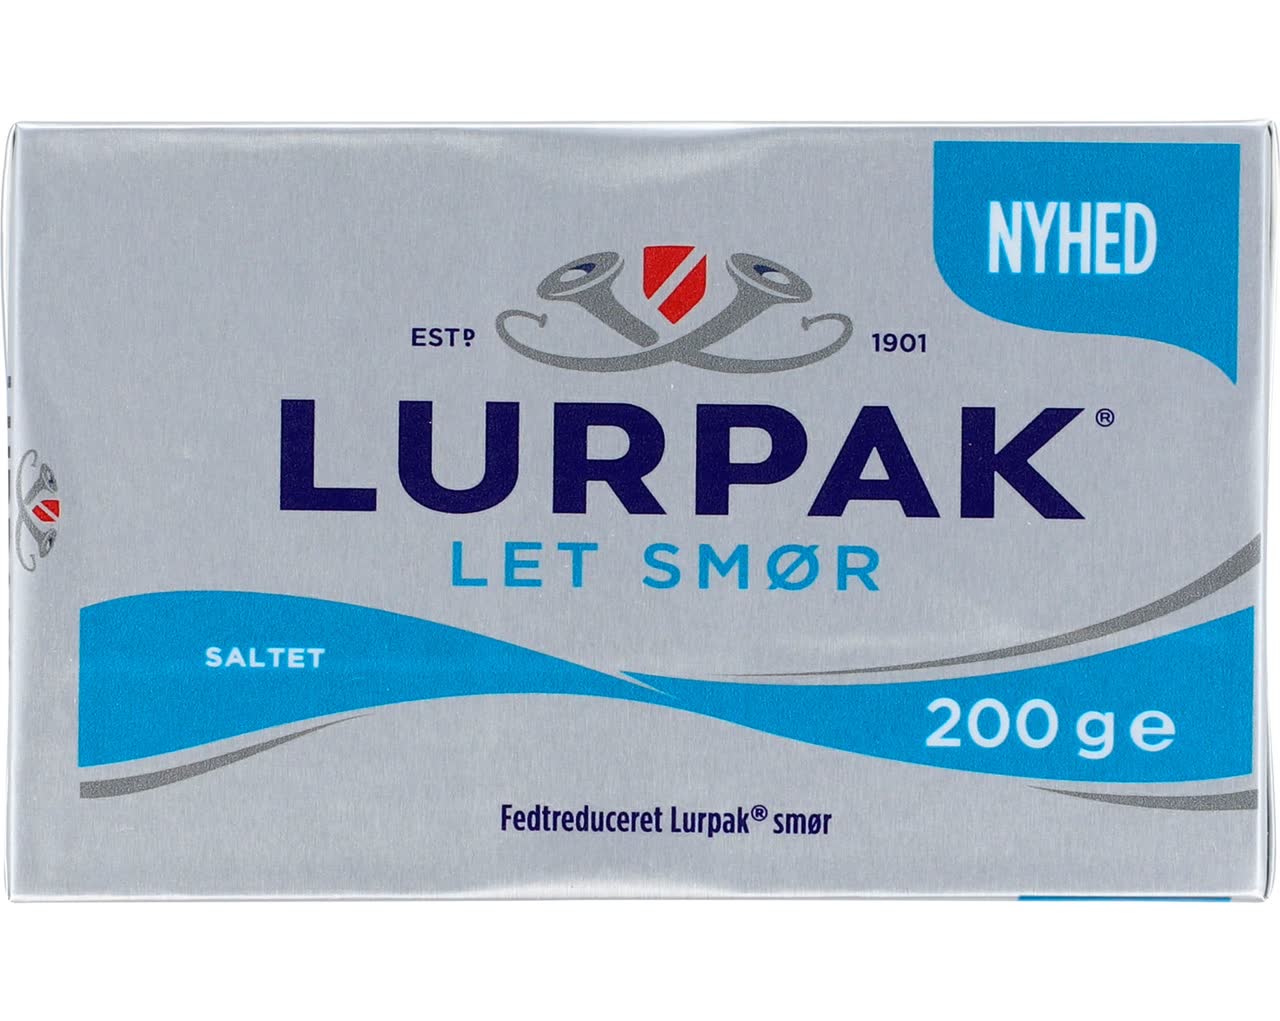 NYHED
ESTD 1901
LURPAK®
LET SMØR
SALTET
200 g e
Fedtreduceret Lurpak® smør